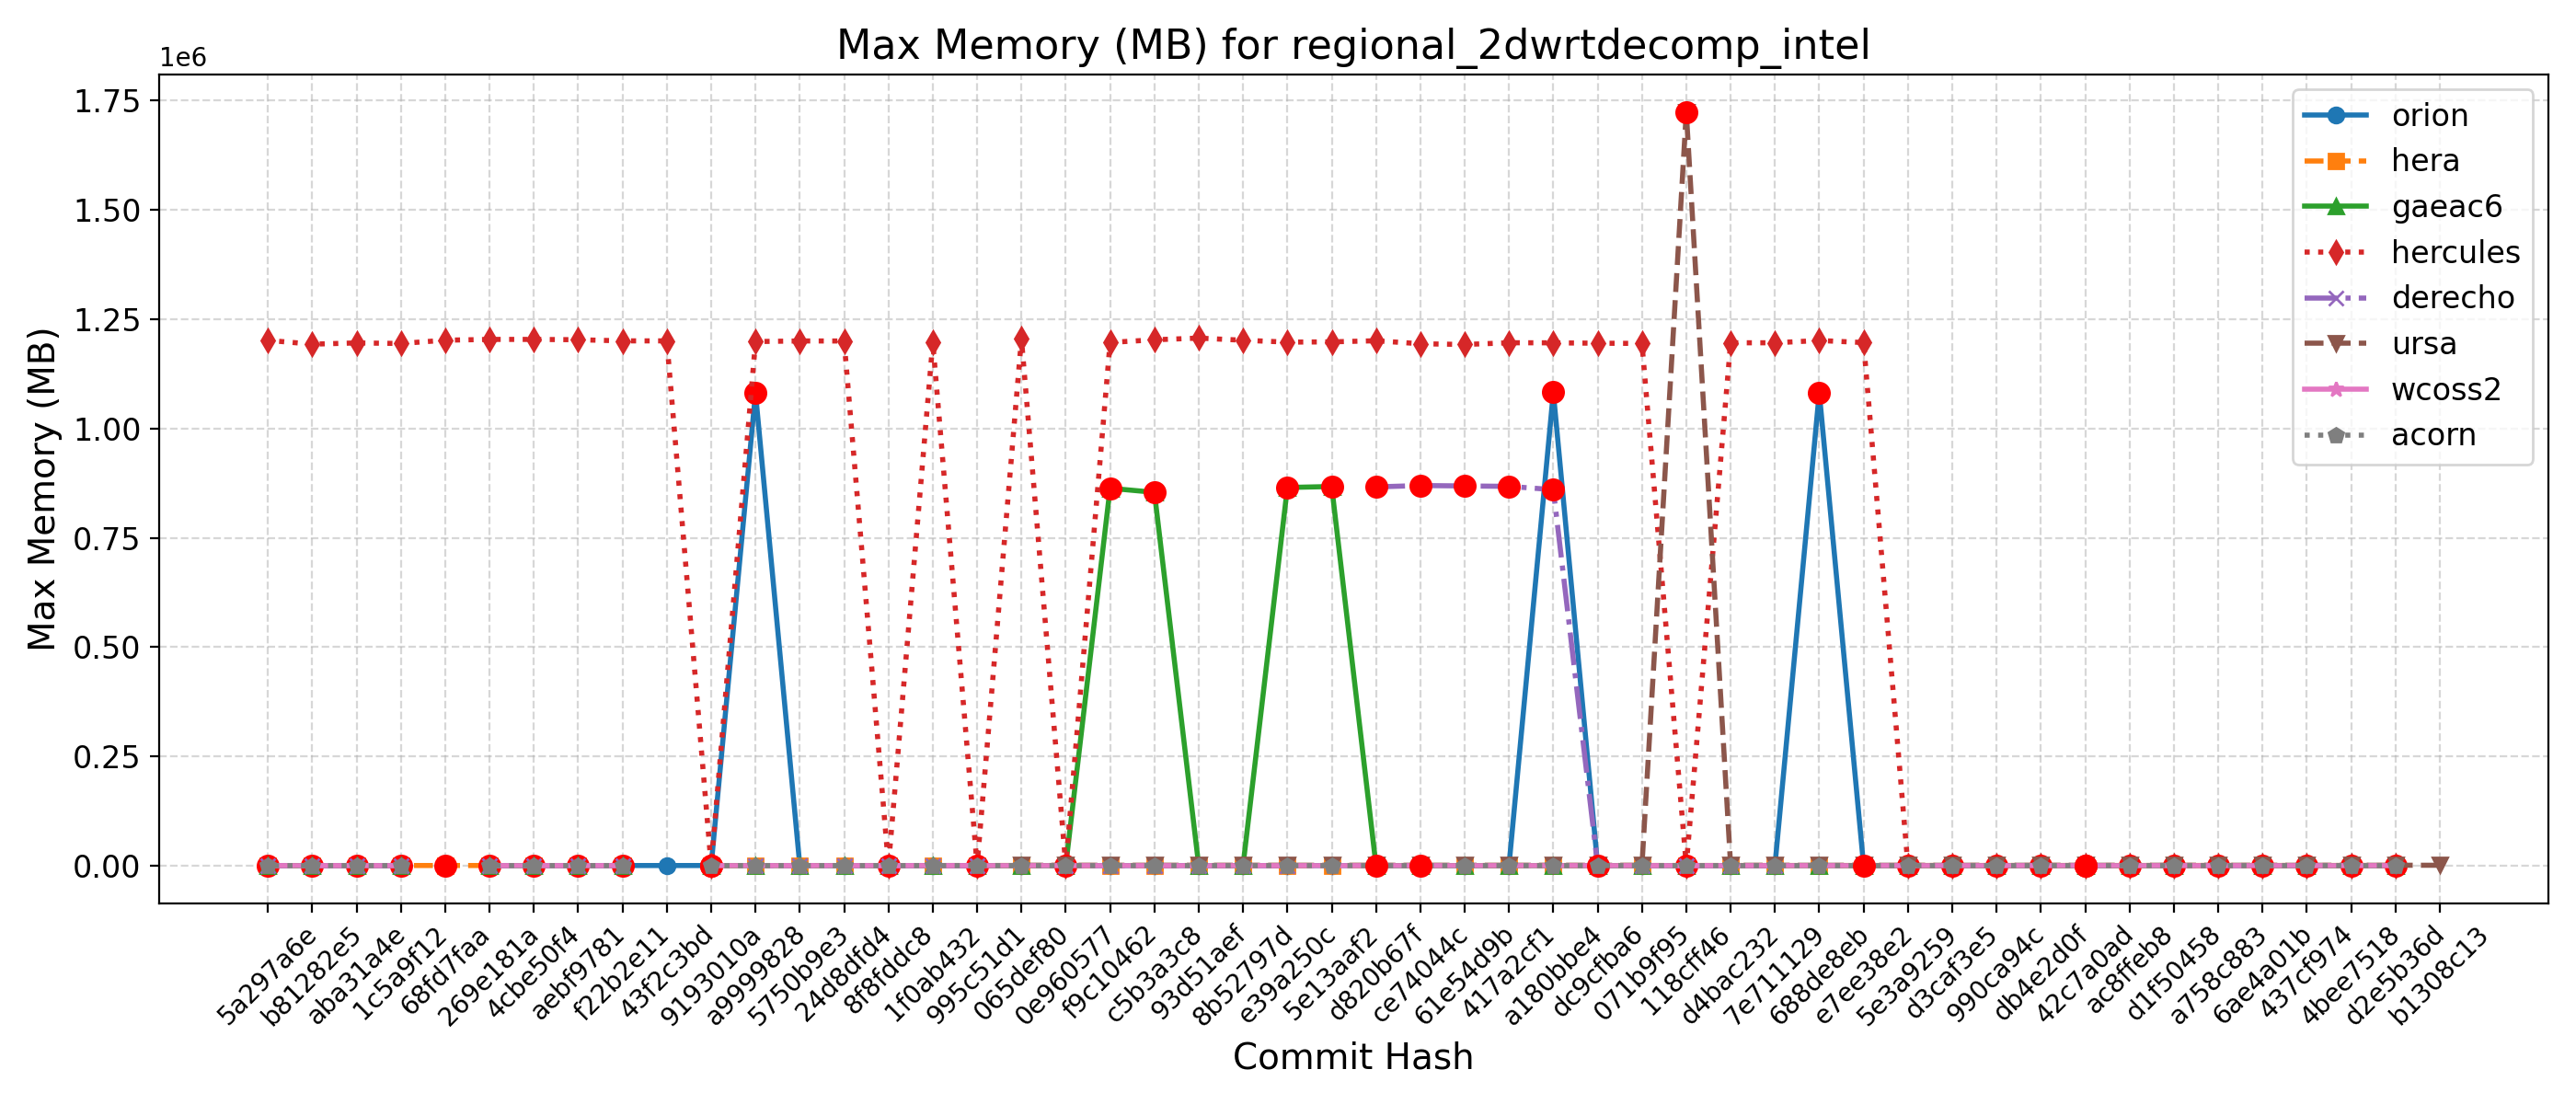 Max Memory (MB) for regional_2dwrtdecomp_intel
1e6
1.75
1.50
1.25
1.00
0.75
0.50
0.25
0.00
Max Memory (MB)
orion
hera
gaeac6
hercules
derecho
ursa
wcoss2
acorn
5a297a6e
b81282e5
aba31a4e
1c5a9f12
68fd7faa
269e181a
4cbe50f4
aebf9781
f22b2e11
43f2c3bd
9193010a
a9999828
5750b9e3
24d8dfd4
8f8fddc8
1f0ab432
995c51d1
065def80
0e960577
f9c10462
c5b3a3c8
93d51aef
8b52797d
e39a250c
5e13aaf2
d820b67f
ce74044c
61e54d9b
417a2cf1
a180bbe4
dc9cfba6
071b9f95
118cff46
d4bac232
7e711129
688de8eb
e7ee38e2
5e3a9259
d3caf3e5
990ca94c
db4e2d0f
42c7a0ad
ac8ffeb8
d1f50458
a758c883
6ae4a01b
437cf974
4bee7518
d2e5b36d
b1308c13
Commit Hash